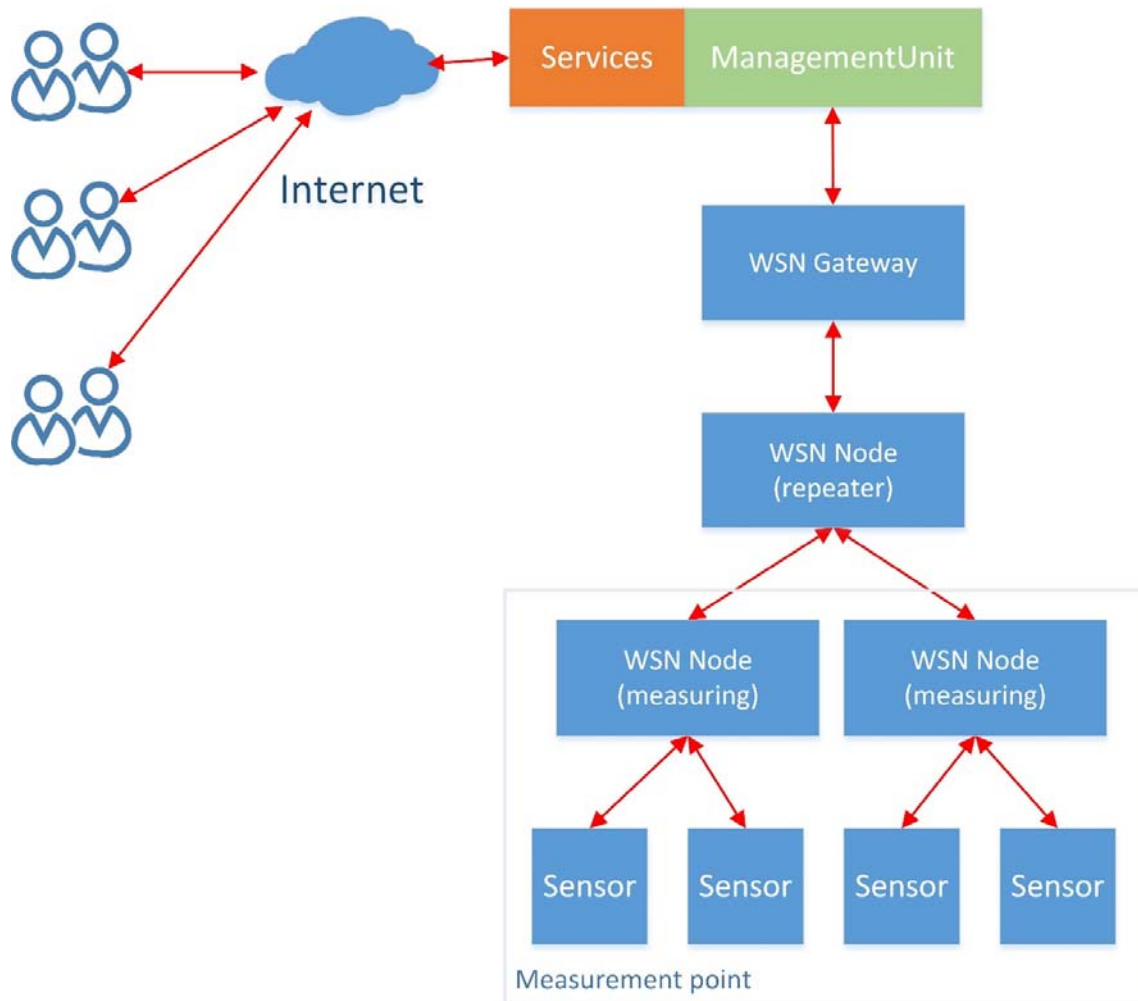 Services
ManagementUnit
Internet
WSN Gateway
WSN Node
(repeater)
WSN Node
(measuring)
WSN Node
(measuring)
Sensor
Sensor
Sensor
Sensor
Measurement point